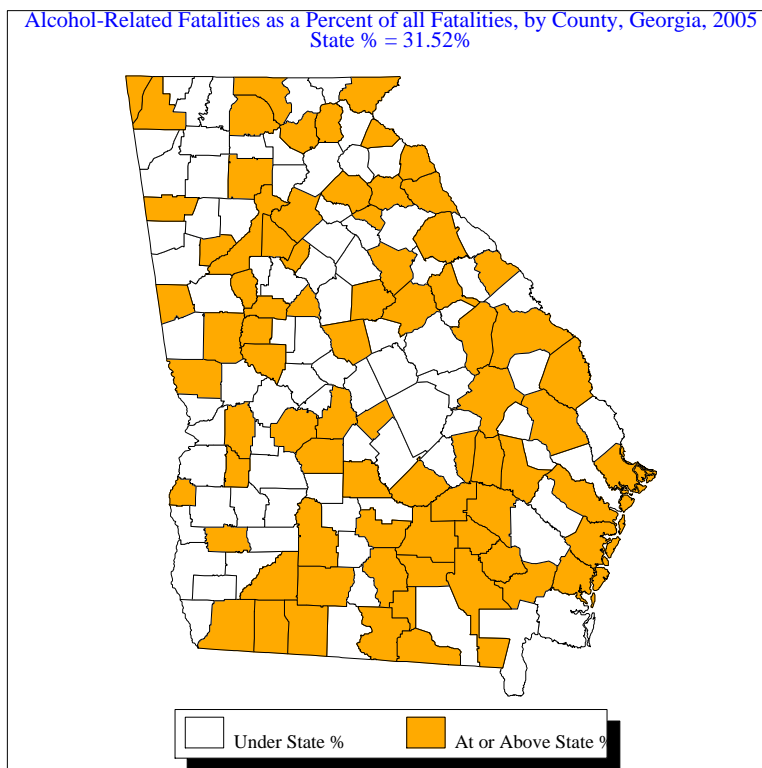 Alcohol-Related Fatalities as a Percent of all Fatalities, by County, Georgia, 2005
State % = 31.52%
Under State % At or Above State %